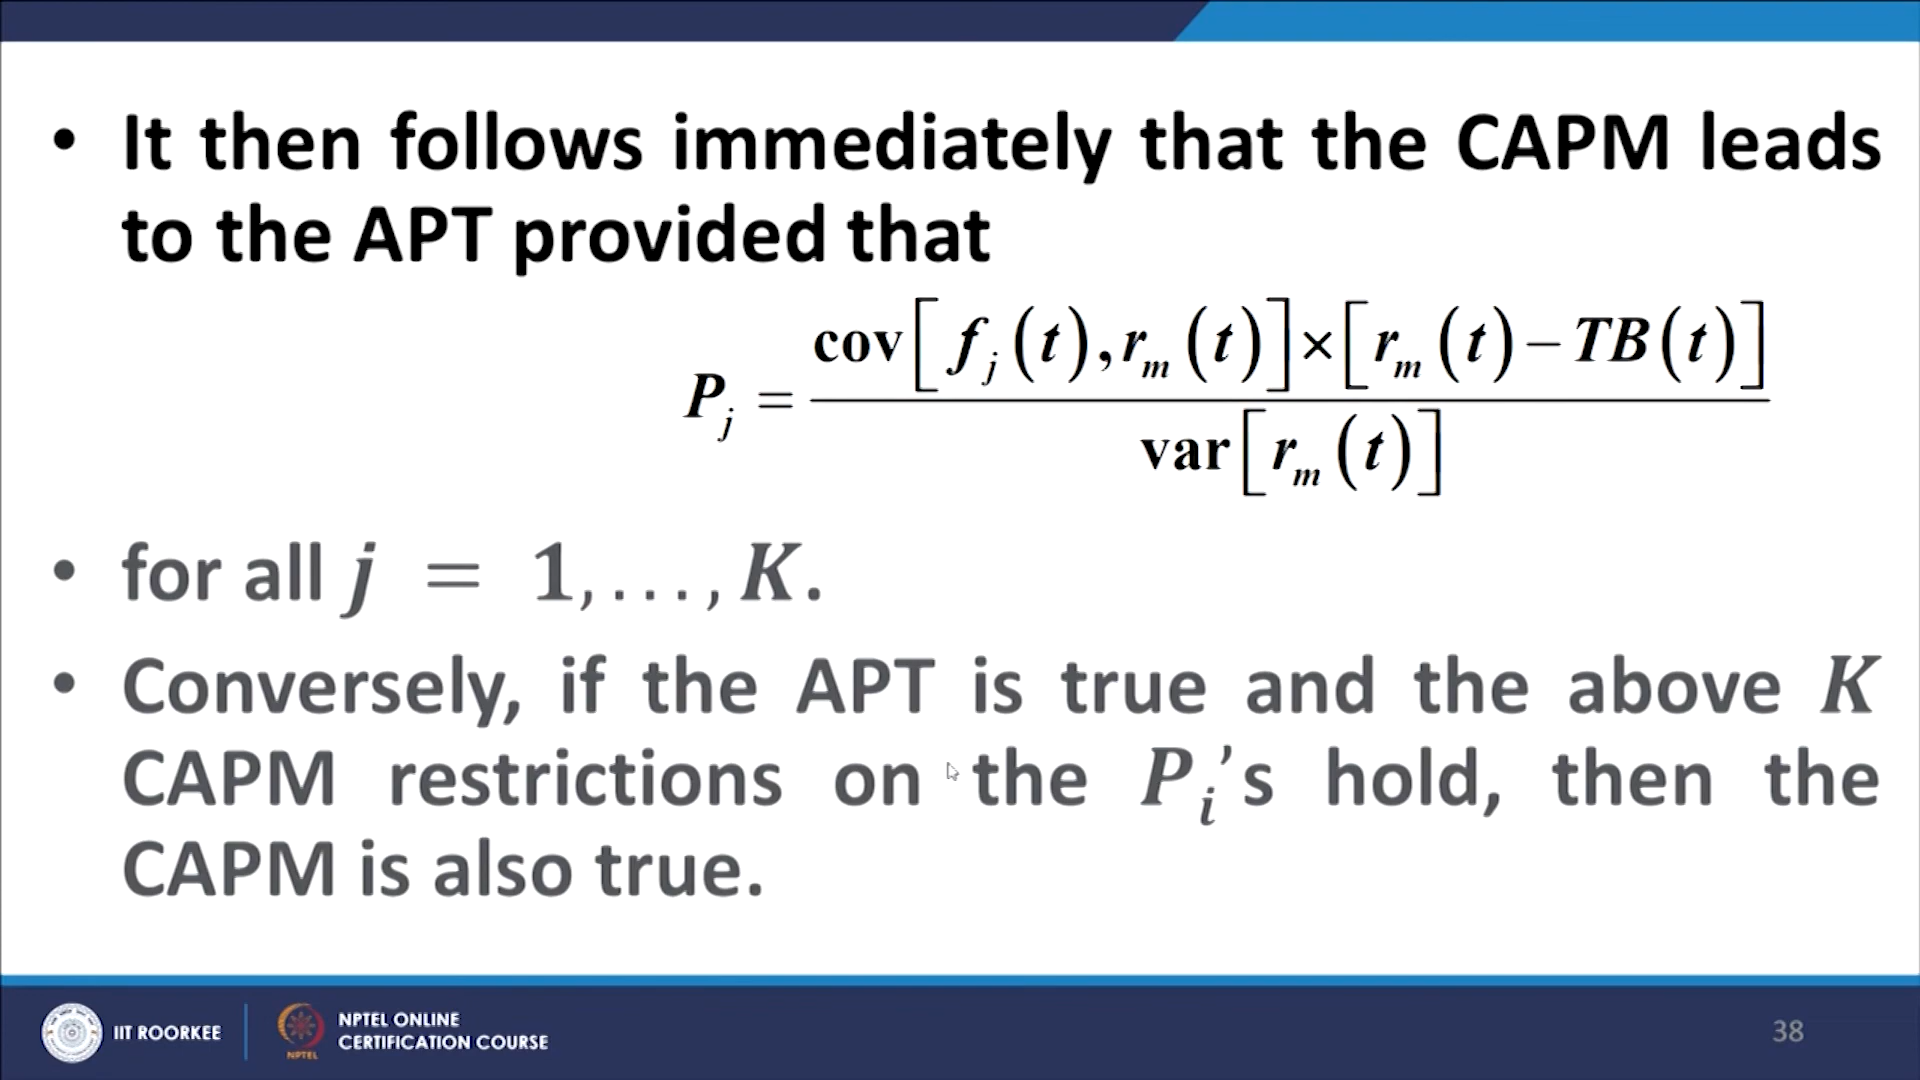 • It then follows immediately that the CAPM leads
to the APT provided that
P_j = cov[f_j(t), r_m(t)] × [r_m(t) − TB(t)] / var[r_m(t)]
• for all j = 1, . . . , K.
• Conversely, if the APT is true and the above K
CAPM restrictions on the P_i's hold, then the
CAPM is also true.
IIT ROORKEE
NPTEL
NPTEL ONLINE
CERTIFICATION COURSE
38